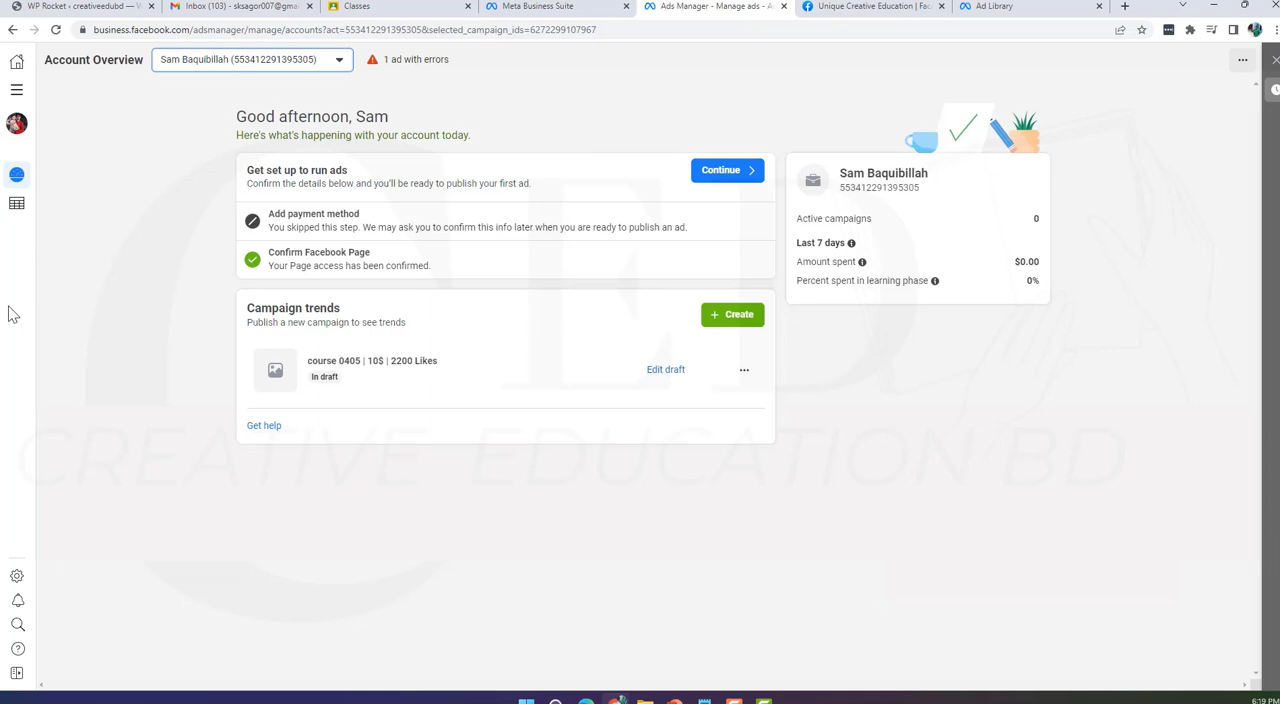 WP Rocket ‹ creativeedubd — W
Inbox (103) - sksagor007@gmai
Classes
Meta Business Suite
Ads Manager - Manage ads - A
Unique Creative Education | Fac
Ad Library
business.facebook.com/adsmanager/manage/accounts?act=553412291395305&selected_campaign_ids=6272299107967
Account Overview
Sam Baquibillah (553412291395305)
1 ad with errors
Good afternoon, Sam
Here's what's happening with your account today.
Get set up to run ads
Confirm the details below and you'll be ready to publish your first ad.
Continue
Add payment method
You skipped this step. We may ask you to confirm this info later when you are ready to publish an ad.
Confirm Facebook Page
Your Page access has been confirmed.
Sam Baquibillah
553412291395305
Active campaigns 0
Last 7 days
Amount spent $0.00
Percent spent in learning phase 0%
Campaign trends
Publish a new campaign to see trends
+ Create
course 0405 | 10$ | 2200 Likes
In draft
Edit draft
Get help
CREATIVE EDUCATION BD
6:19 PM